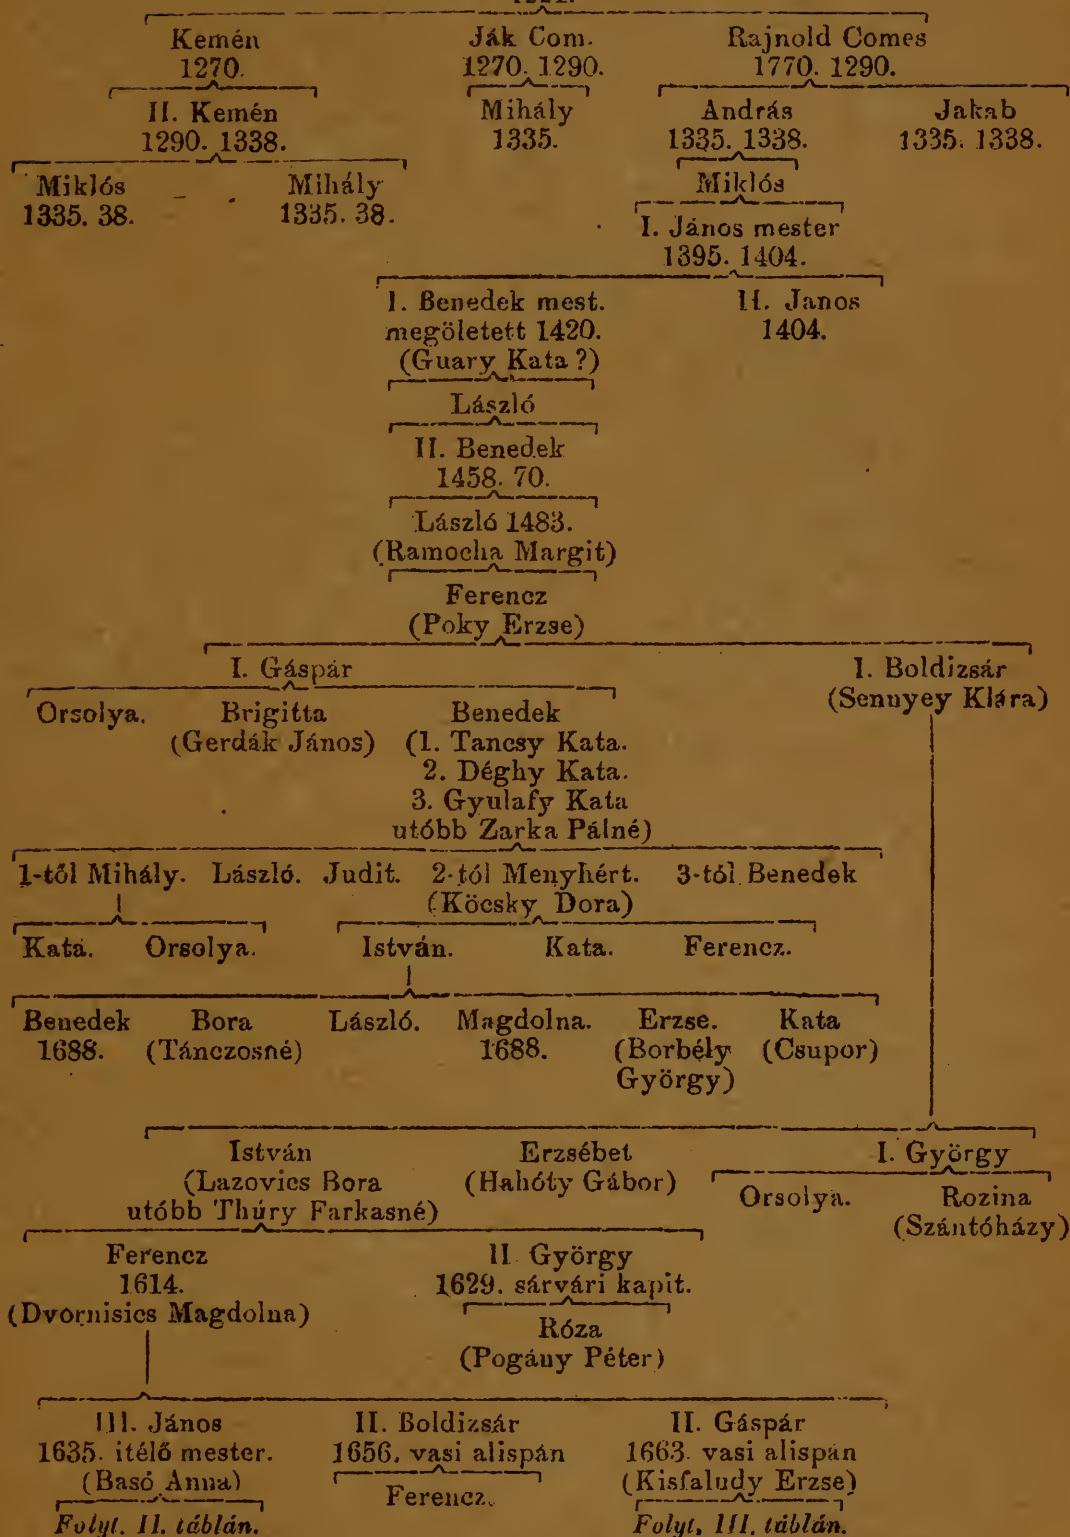 Kemén Ják Com. Rajnold Comes
1270. 1270. 1290. 1770. 1290.
II. Kemén Mihály András Jakab
1290. 1338. 1335. 1335. 1338. 1335. 1338.
Miklós Mihály Miklós
1335. 38. 1335. 38.
I. János mester
1395. 1404.
I. Benedek mest. II. Janos
megöletett 1420. 1404.
(Guary Kata ?)
László
II. Benedek
1458. 70.
László 1483.
(Ramocha Margit)
Ferencz
(Poky Erzse)
I. Gáspár I. Boldizsár
(Sennyey Klára)
Orsolya. Brigitta Benedek
(Gerdák János) (1. Tancsy Kata.
2. Déghy Kata.
3. Gyulafy Kata
utóbb Zarka Pálné)
1-től Mihály. László. Judit. 2-tól Menyhért. 3-tól Benedek
(Köcsky Dora)
Kata. Orsolya. István. Kata. Ferencz.
Benedek Bora László. Magdolna. Erzse. Kata
1688. (Tánczosné) 1688. (Borbély (Csupor)
György)
István Erzsébet I. György
(Lazovics Bora (Hahóty Gábor)
utóbb Thúry Farkasné)
Orsolya. Rozina
(Szántóházy)
Ferencz II György
1614. 1629. sárvári kapit.
(Dvornisics Magdolna)
Róza
(Pogány Péter)
III. János II. Boldizsár II. Gáspár
1635. itélő mester. 1656. vasi alispán 1663. vasi alispán
(Basó Anna) (Kisfaludy Erzse)
Ferencz.
Folyt. II. táblán. Folyt. III. táblán.